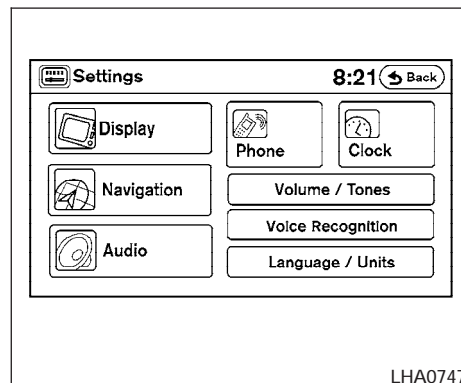 Settings
8:21
Back
Display
Phone
Clock
Navigation
Volume / Tones
Voice Recognition
Audio
Language / Units
LHA0747